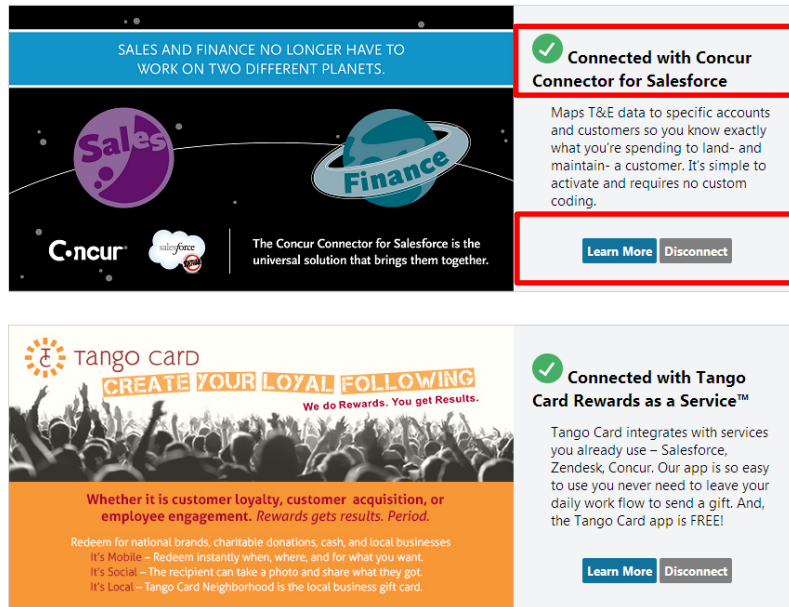 SALES AND FINANCE NO LONGER HAVE TO
WORK ON TWO DIFFERENT PLANETS.
Sales
Finance
Concur
salesforce
The Concur Connector for Salesforce is the
universal solution that brings them together.
Connected with Concur
Connector for Salesforce
Maps T&E data to specific accounts
and customers so you know exactly
what you're spending to land- and
maintain- a customer. It's simple to
activate and requires no custom
coding.
Learn More Disconnect
TC
Tango Card
CREATE YOUR LOYAL FOLLOWING
We do Rewards. You get Results.
Whether it is customer loyalty, customer acquisition, or
employee engagement. Rewards gets results. Period.
Redeem for national brands, charitable donations, cash, and local businesses
It's Mobile – Redeem instantly when, where, and for what you want.
It's Social – The recipient can take a photo and share what they got.
It's Local – Tango Card Neighborhood is the local business gift card.
Connected with Tango
Card Rewards as a Service™
Tango Card integrates with services
you already use – Salesforce,
Zendesk, Concur. Our app is so easy
to use you never need to leave your
daily work flow to send a gift. And,
the Tango Card app is FREE!
Learn More Disconnect